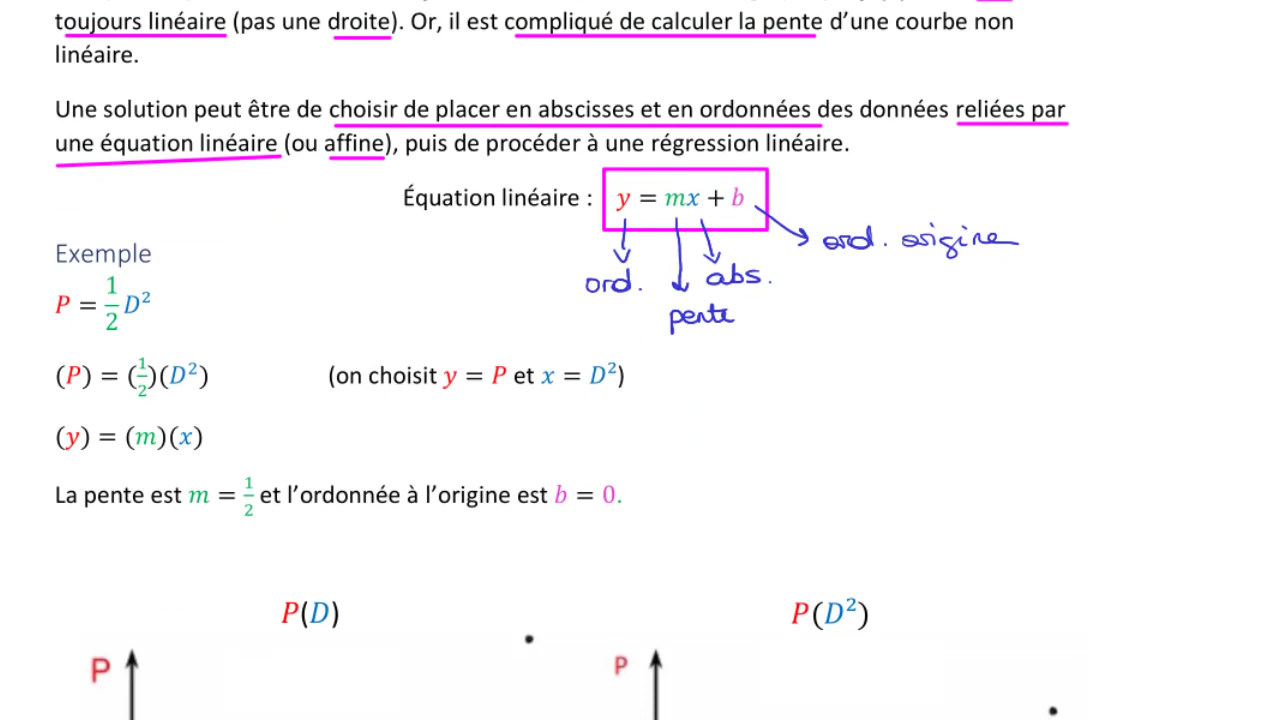 toujours linéaire (pas une droite). Or, il est compliqué de calculer la pente d'une courbe non
linéaire.
Une solution peut être de choisir de placer en abscisses et en ordonnées des données reliées par
une équation linéaire (ou affine), puis de procéder à une régression linéaire.
Équation linéaire : y = mx + b
ord. origine
ord.
abs.
pente
Exemple
P = 1/2 D²
(P) = (1/2)(D²) (on choisit y = P et x = D²)
(y) = (m)(x)
La pente est m = 1/2 et l'ordonnée à l'origine est b = 0.
P(D) P(D²)
P P